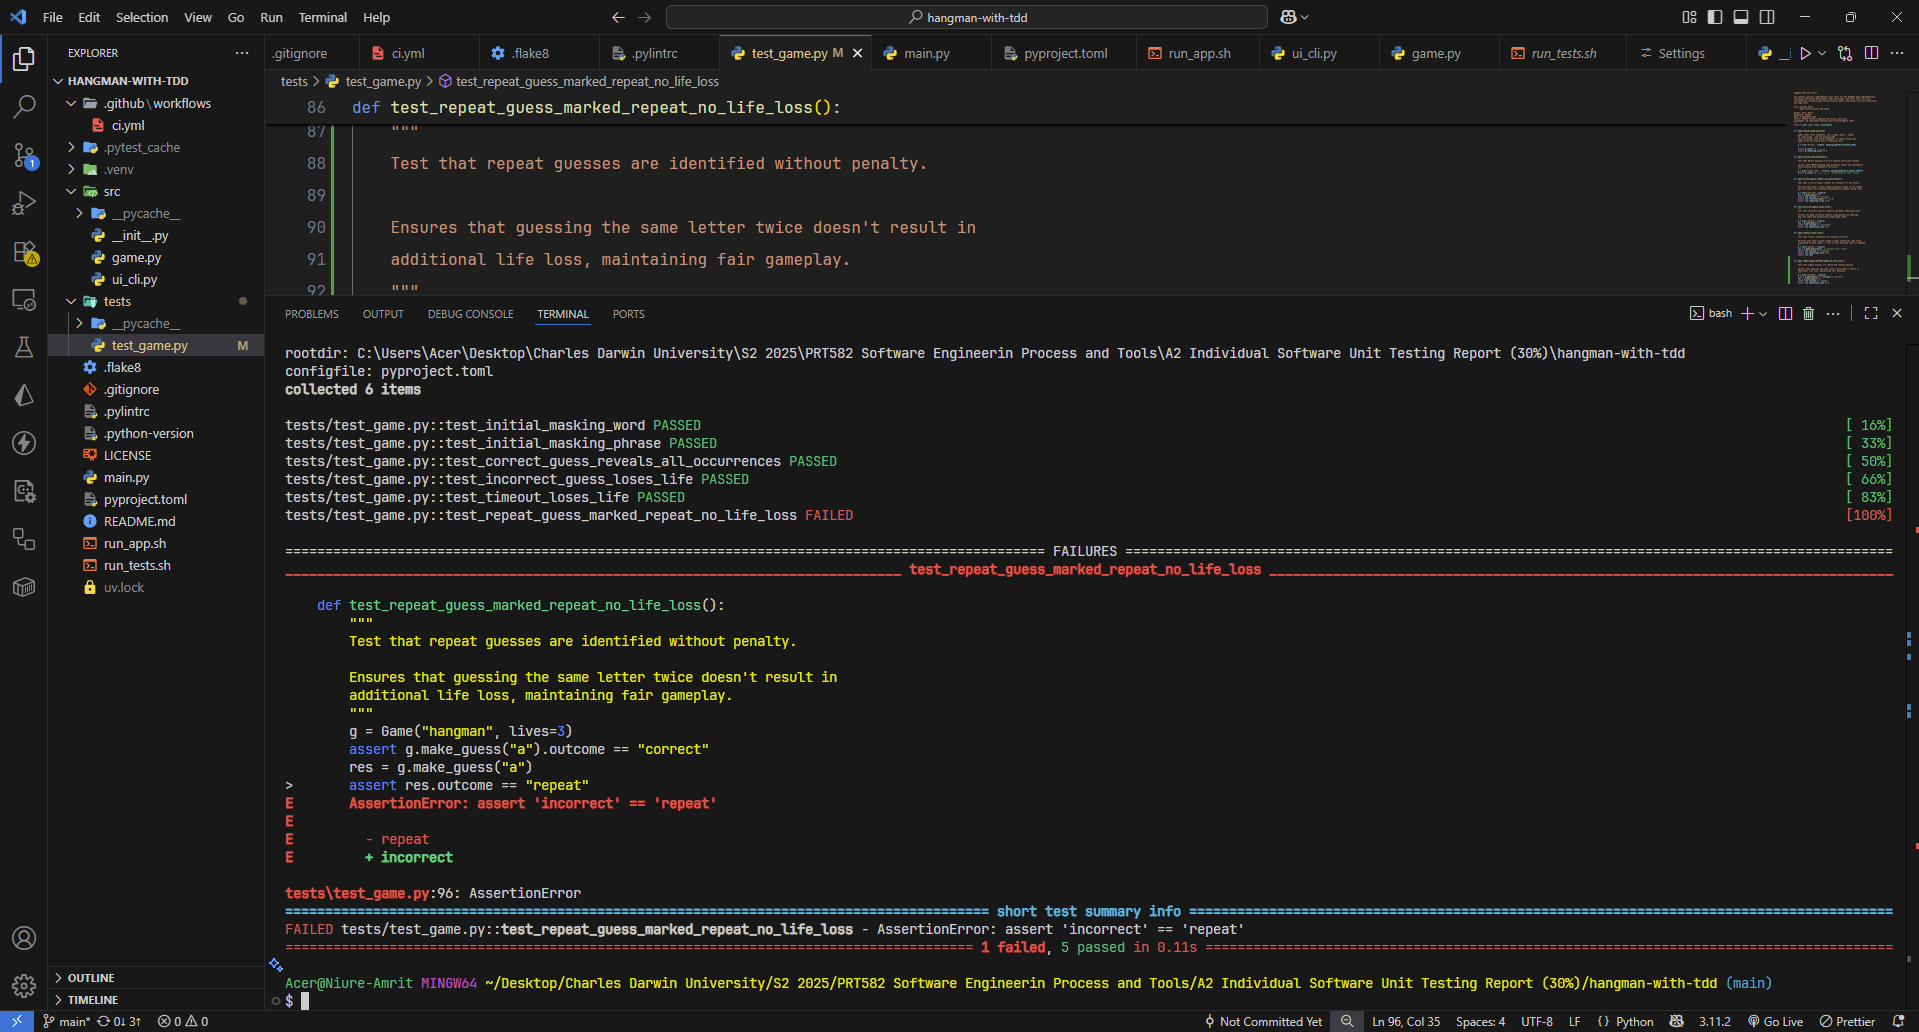 File Edit Selection View Go Run Terminal Help
hangman-with-tdd
EXPLORER
HANGMAN-WITH-TDD
.github\workflows
ci.yml
.pytest_cache
.venv
src
__pycache__
__init__.py
game.py
ui_cli.py
tests
__pycache__
test_game.py M
.flake8
.gitignore
.pylintrc
.python-version
LICENSE
main.py
pyproject.toml
README.md
run_app.sh
run_tests.sh
uv.lock
OUTLINE
TIMELINE
.gitignore ci.yml .flake8 .pylintrc test_game.py M main.py pyproject.toml run_app.sh ui_cli.py game.py run_tests.sh Settings
tests > test_game.py > test_repeat_guess_marked_repeat_no_life_loss
86 def test_repeat_guess_marked_repeat_no_life_loss():
87 """
88 Test that repeat guesses are identified without penalty.
89
90 Ensures that guessing the same letter twice doesn't result in
91 additional life loss, maintaining fair gameplay.
92 """
PROBLEMS OUTPUT DEBUG CONSOLE TERMINAL PORTS
bash
rootdir: C:\Users\Acer\Desktop\Charles Darwin University\S2 2025\PRT582 Software Engineerin Process and Tools\A2 Individual Software Unit Testing Report (30%)\hangman-with-tdd
configfile: pyproject.toml
collected 6 items
tests/test_game.py::test_initial_masking_word PASSED [ 16%]
tests/test_game.py::test_initial_masking_phrase PASSED [ 33%]
tests/test_game.py::test_correct_guess_reveals_all_occurrences PASSED [ 50%]
tests/test_game.py::test_incorrect_guess_loses_life PASSED [ 66%]
tests/test_game.py::test_timeout_loses_life PASSED [ 83%]
tests/test_game.py::test_repeat_guess_marked_repeat_no_life_loss FAILED [100%]
FAILURES
test_repeat_guess_marked_repeat_no_life_loss
def test_repeat_guess_marked_repeat_no_life_loss():
"""
Test that repeat guesses are identified without penalty.
Ensures that guessing the same letter twice doesn't result in
additional life loss, maintaining fair gameplay.
"""
g = Game("hangman", lives=3)
assert g.make_guess("a").outcome == "correct"
res = g.make_guess("a")
> assert res.outcome == "repeat"
E AssertionError: assert 'incorrect' == 'repeat'
E
E - repeat
E + incorrect
tests\test_game.py:96: AssertionError
short test summary info
FAILED tests/test_game.py::test_repeat_guess_marked_repeat_no_life_loss - AssertionError: assert 'incorrect' == 'repeat'
1 failed, 5 passed in 0.11s
Acer@Niure-Amrit MINGW64 ~/Desktop/Charles Darwin University/S2 2025/PRT582 Software Engineerin Process and Tools/A2 Individual Software Unit Testing Report (30%)/hangman-with-tdd (main)
$
main* 0↓ 3↑ 0 0 Not Committed Yet Ln 96, Col 35 Spaces: 4 UTF-8 LF { } Python 3.11.2 Go Live Prettier